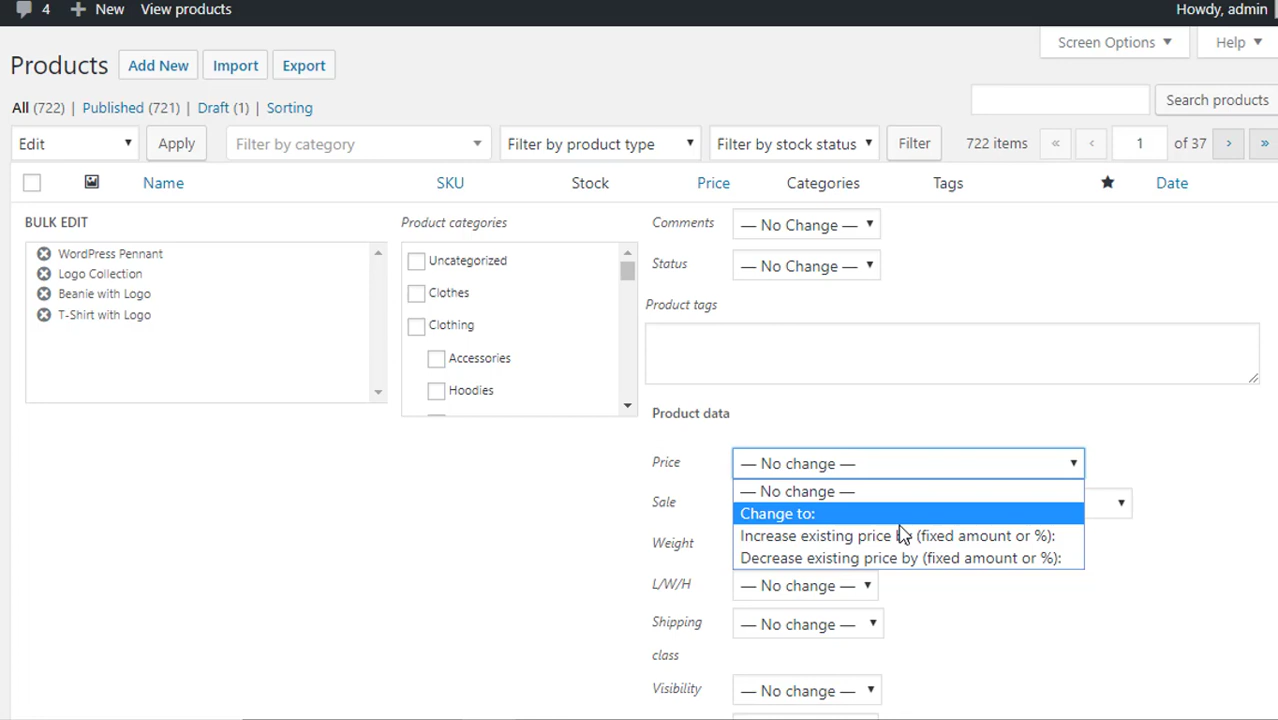 4 New View products Howdy, admin
Screen Options Help
Products Add New Import Export
All (722) | Published (721) | Draft (1) | Sorting
Search products
Edit Apply Filter by category Filter by product type Filter by stock status Filter 722 items « ‹ 1 of 37 › »
Name SKU Stock Price Categories Tags Date
BULK EDIT
WordPress Pennant
Logo Collection
Beanie with Logo
T-Shirt with Logo
Product categories
Uncategorized
Clothes
Clothing
Accessories
Hoodies
Comments — No Change —
Status — No Change —
Product tags
Product data
Price — No change —
— No change —
Change to:
Increase existing price by (fixed amount or %):
Decrease existing price by (fixed amount or %):
Sale
Weight
L/W/H — No change —
Shipping class — No change —
Visibility — No change —